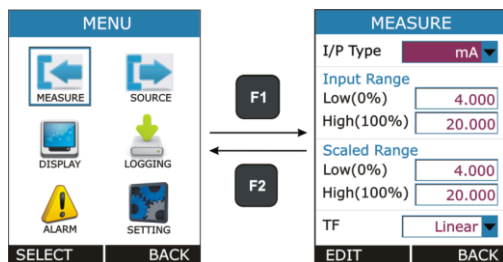 MENU
MEASURE
SOURCE
DISPLAY
LOGGING
ALARM
SETTING
SELECT BACK
F1
F2
MEASURE
I/P Type mA
Input Range
Low(0%) 4.000
High(100%) 20.000
Scaled Range
Low(0%) 4.000
High(100%) 20.000
TF Linear
EDIT BACK